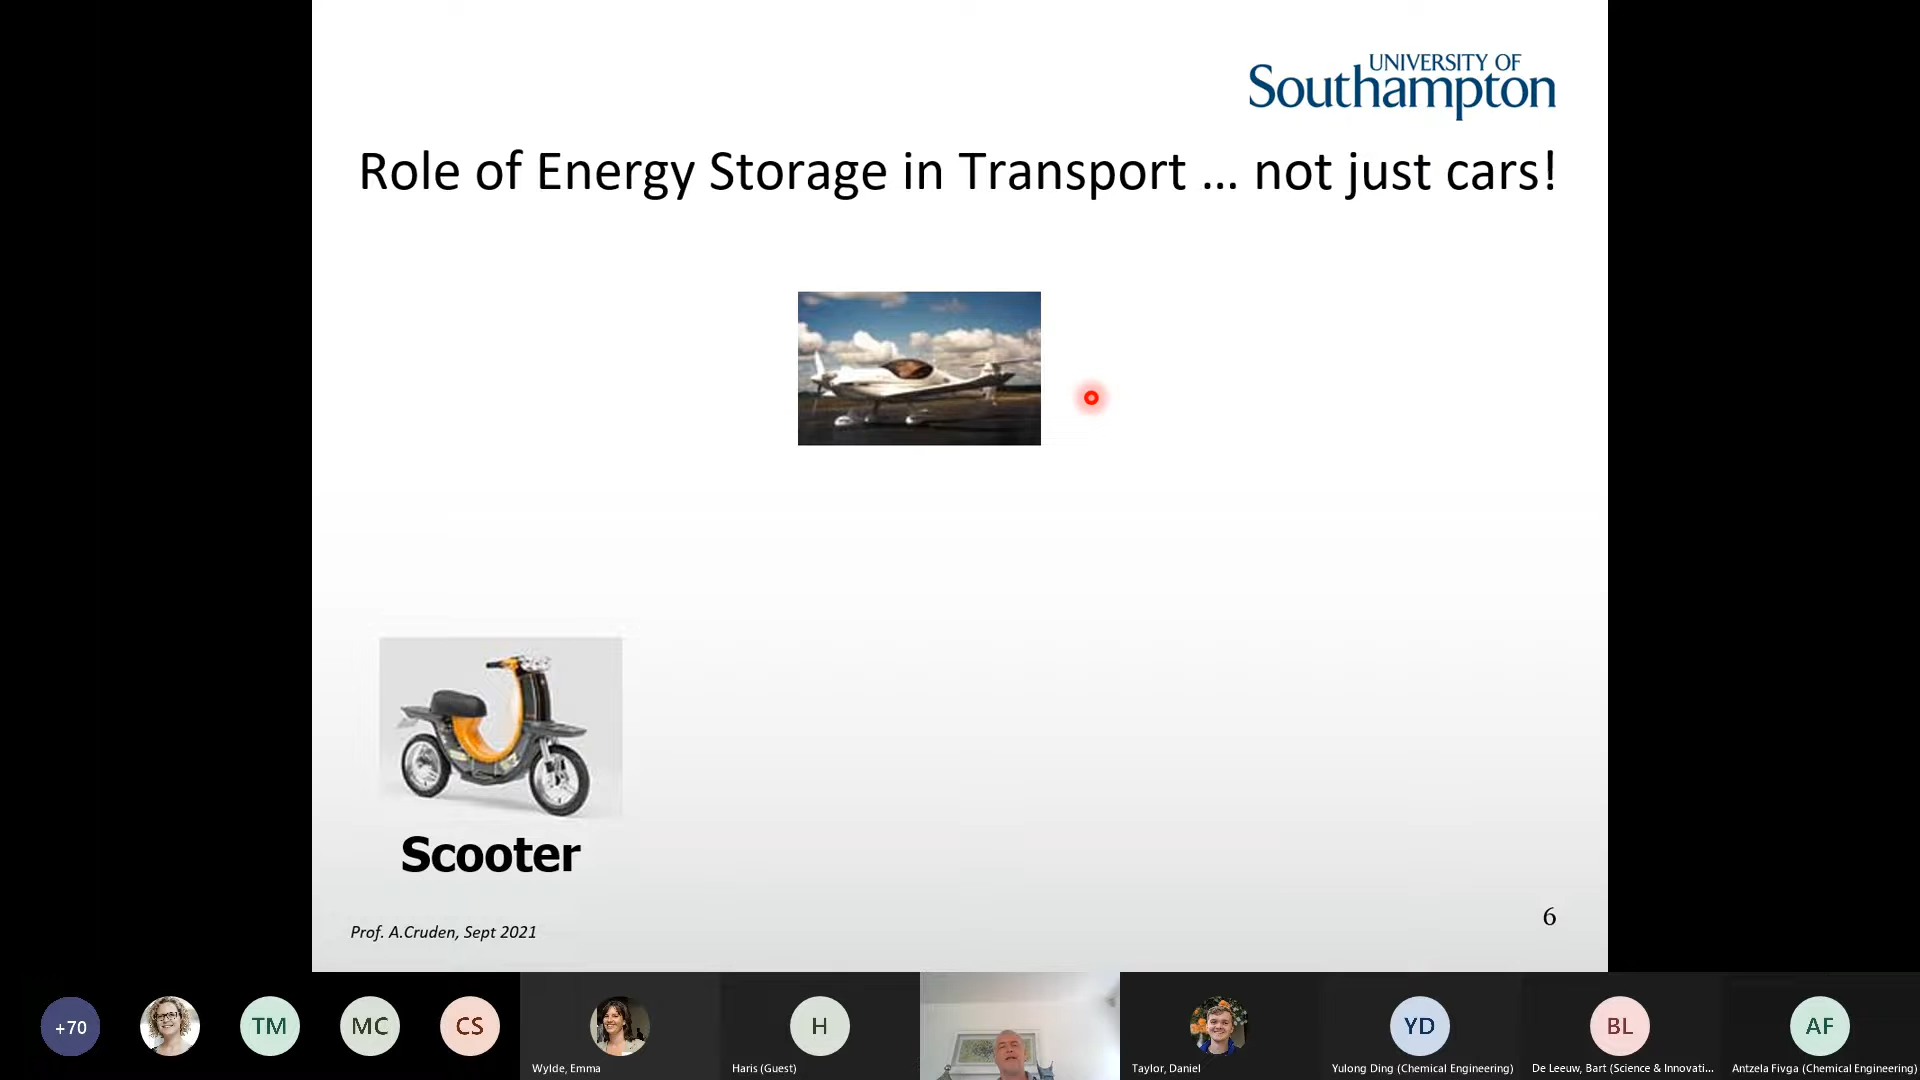 UNIVERSITY OF
Southampton
Role of Energy Storage in Transport ... not just cars!
Scooter
Prof. A.Cruden, Sept 2021
6
+70
TM
MC
CS
H
YD
BL
AF
Wylde, Emma
Haris (Guest)
Taylor, Daniel
Yulong Ding (Chemical Engineering)
De Leeuw, Bart (Science & Innovati...
Antzela Fivga (Chemical Engineering)